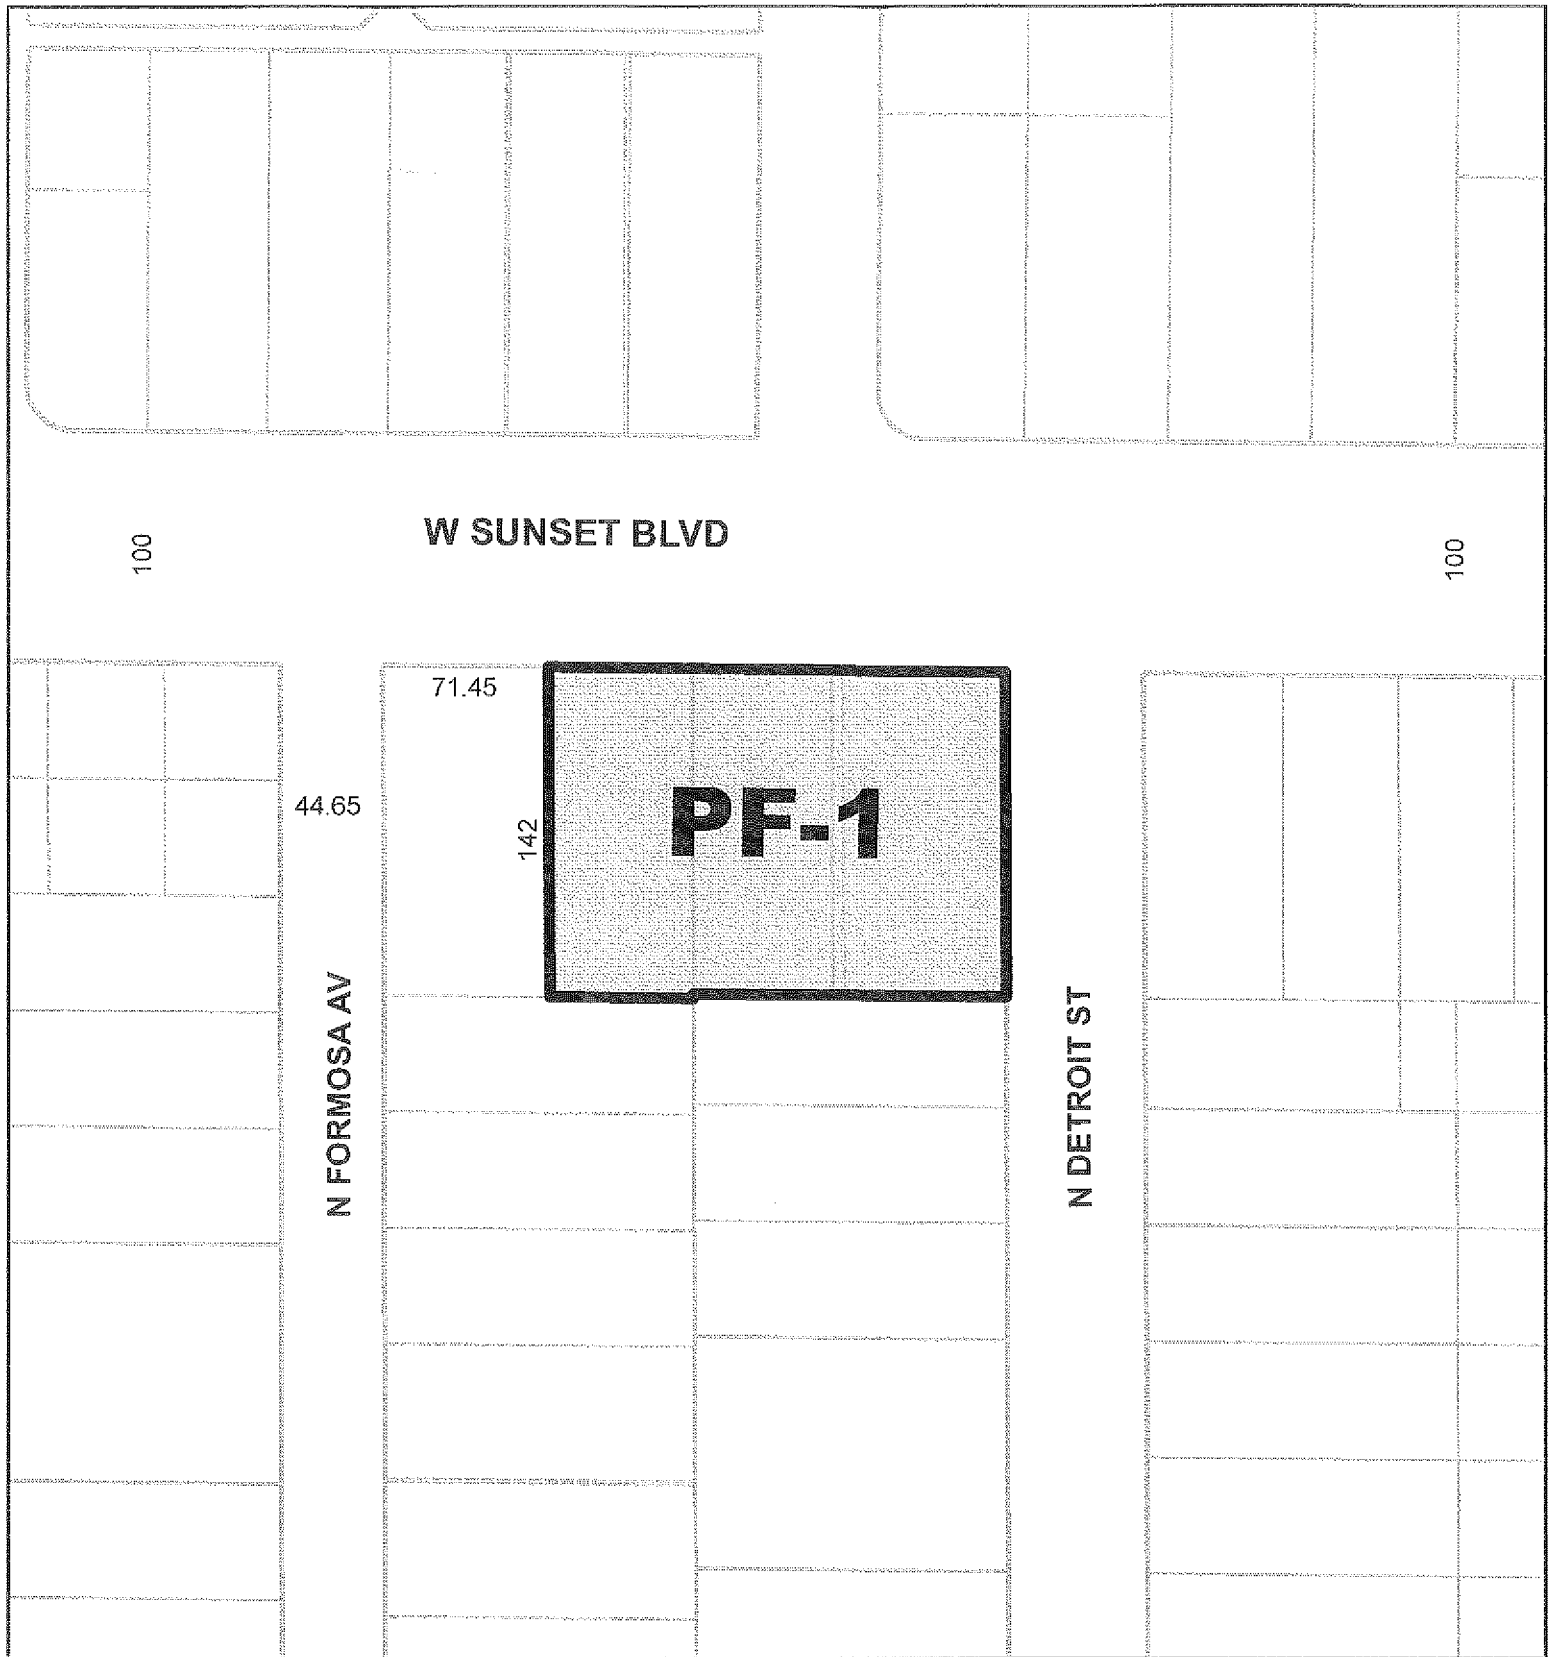 W SUNSET BLVD
100
100
71.45
44.65
142
PF-1
N FORMOSA AV
N DETROIT ST